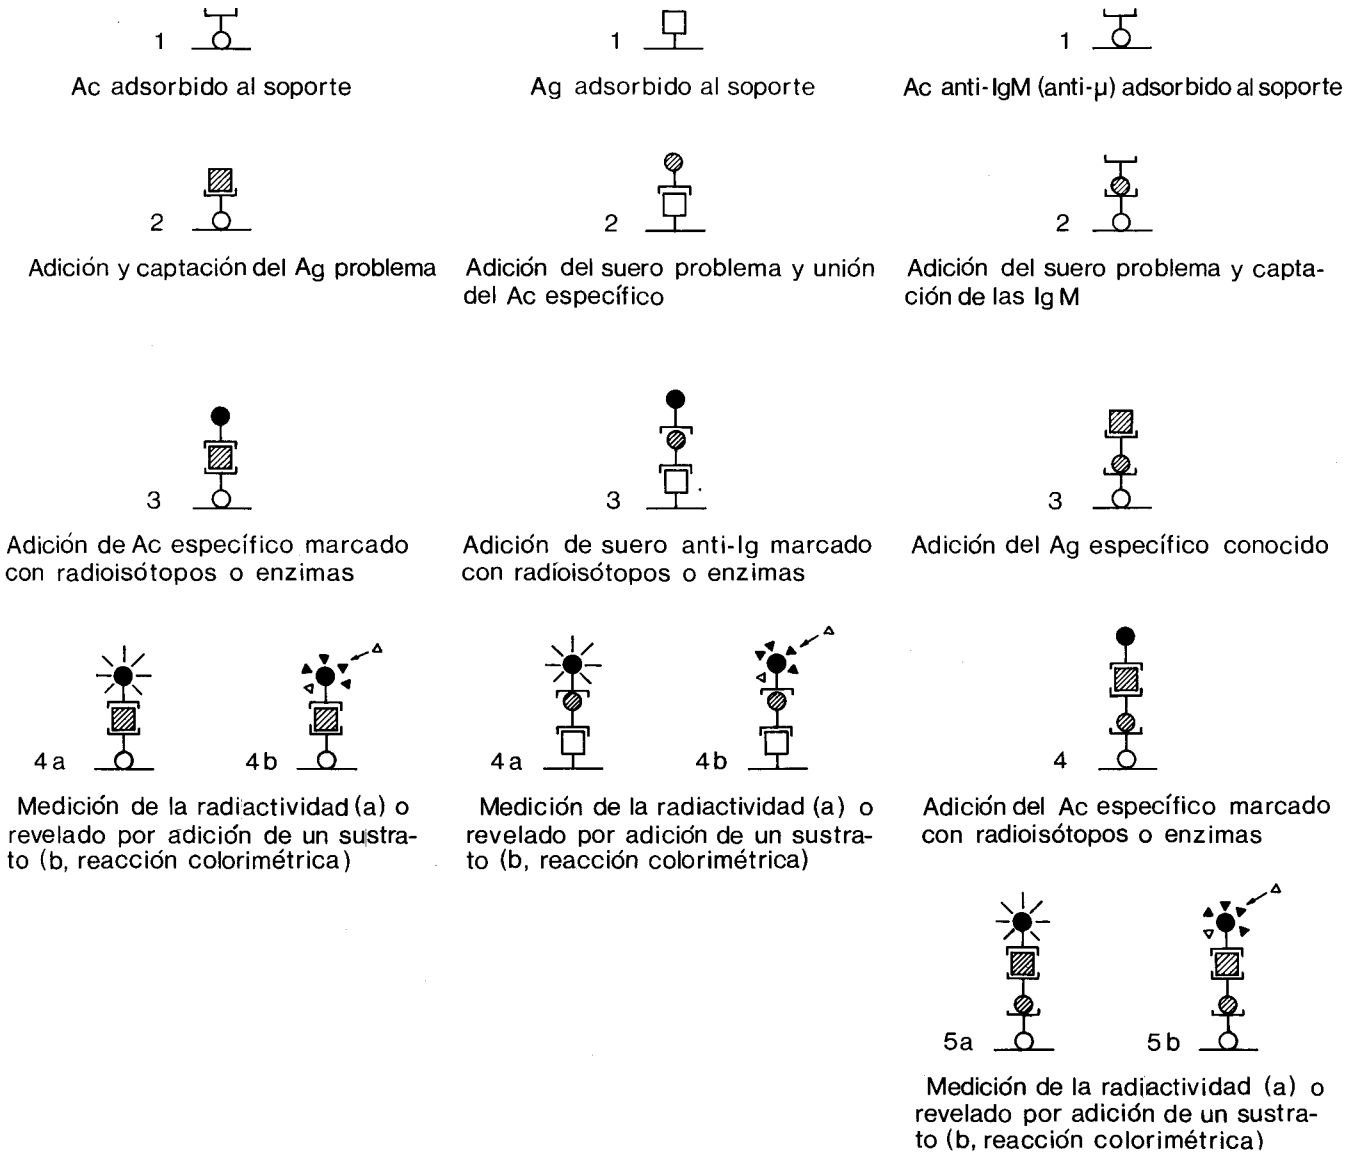 1
Ac adsorbido al soporte
2
Adición y captación del Ag problema
3
Adición de Ac específico marcado
con radioisótopos o enzimas
4a
4b
Medición de la radiactividad (a) o
revelado por adición de un sustra-
to (b, reacción colorimétrica)
1
Ag adsorbido al soporte
2
Adición del suero problema y unión
del Ac específico
3
Adición de suero anti-Ig marcado
con radioisótopos o enzimas
4a
4b
Medición de la radiactividad (a) o
revelado por adición de un sustra-
to (b, reacción colorimétrica)
1
Ac anti-IgM (anti-µ) adsorbido al soporte
2
Adición del suero problema y capta-
ción de las Ig M
3
Adición del Ag específico conocido
4
Adición del Ac específico marcado
con radioisótopos o enzimas
5a
5b
Medición de la radiactividad (a) o
revelado por adición de un sustra-
to (b, reacción colorimétrica)